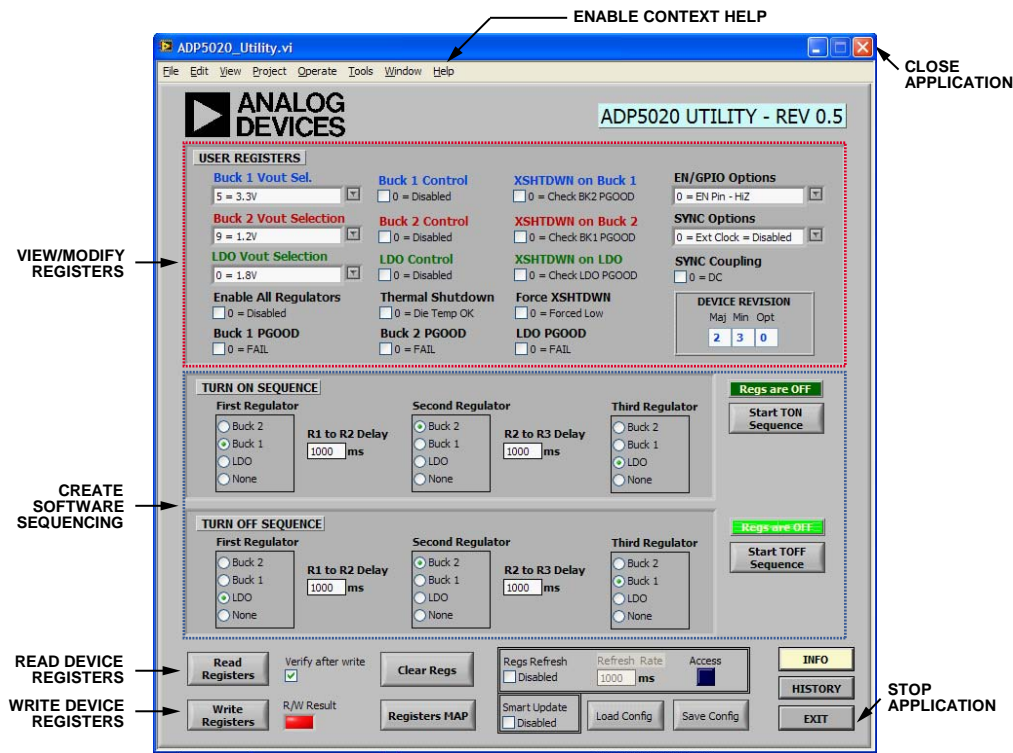 ENABLE CONTEXT HELP
ADP5020_Utility.vi
CLOSE APPLICATION
File Edit View Project Operate Tools Window Help
ANALOG DEVICES
ADP5020 UTILITY - REV 0.5
VIEW/MODIFY REGISTERS
USER REGISTERS
Buck 1 Vout Sel.
5 = 3.3V
Buck 1 Control
0 = Disabled
XSHTDWN on Buck 1
0 = Check BK2 PGOOD
EN/GPIO Options
0 = EN Pin - HiZ
Buck 2 Vout Selection
9 = 1.2V
Buck 2 Control
0 = Disabled
XSHTDWN on Buck 2
0 = Check BK1 PGOOD
SYNC Options
0 = Ext Clock = Disabled
LDO Vout Selection
0 = 1.8V
LDO Control
0 = Disabled
XSHTDWN on LDO
0 = Check LDO PGOOD
SYNC Coupling
0 = DC
Enable All Regulators
0 = Disabled
Thermal Shutdown
0 = Die Temp OK
Force XSHTDWN
0 = Forced Low
DEVICE REVISION
Maj Min Opt
2 3 0
Buck 1 PGOOD
0 = FAIL
Buck 2 PGOOD
0 = FAIL
LDO PGOOD
0 = FAIL
CREATE SOFTWARE SEQUENCING
TURN ON SEQUENCE
First Regulator
Buck 2
Buck 1
LDO
None
R1 to R2 Delay
1000 ms
Second Regulator
Buck 2
Buck 1
LDO
None
R2 to R3 Delay
1000 ms
Third Regulator
Buck 2
Buck 1
LDO
None
Regs are OFF
Start TON Sequence
TURN OFF SEQUENCE
First Regulator
Buck 2
Buck 1
LDO
None
R1 to R2 Delay
1000 ms
Second Regulator
Buck 2
Buck 1
LDO
None
R2 to R3 Delay
1000 ms
Third Regulator
Buck 2
Buck 1
LDO
None
Regs are OFF
Start TOFF Sequence
READ DEVICE REGISTERS
Read Registers
Verify after write
Clear Regs
Regs Refresh
Disabled
Refresh Rate
1000 ms
Access
INFO
HISTORY
WRITE DEVICE REGISTERS
Write Registers
R/W Result
Registers MAP
Smart Update
Disabled
Load Config
Save Config
EXIT
STOP APPLICATION